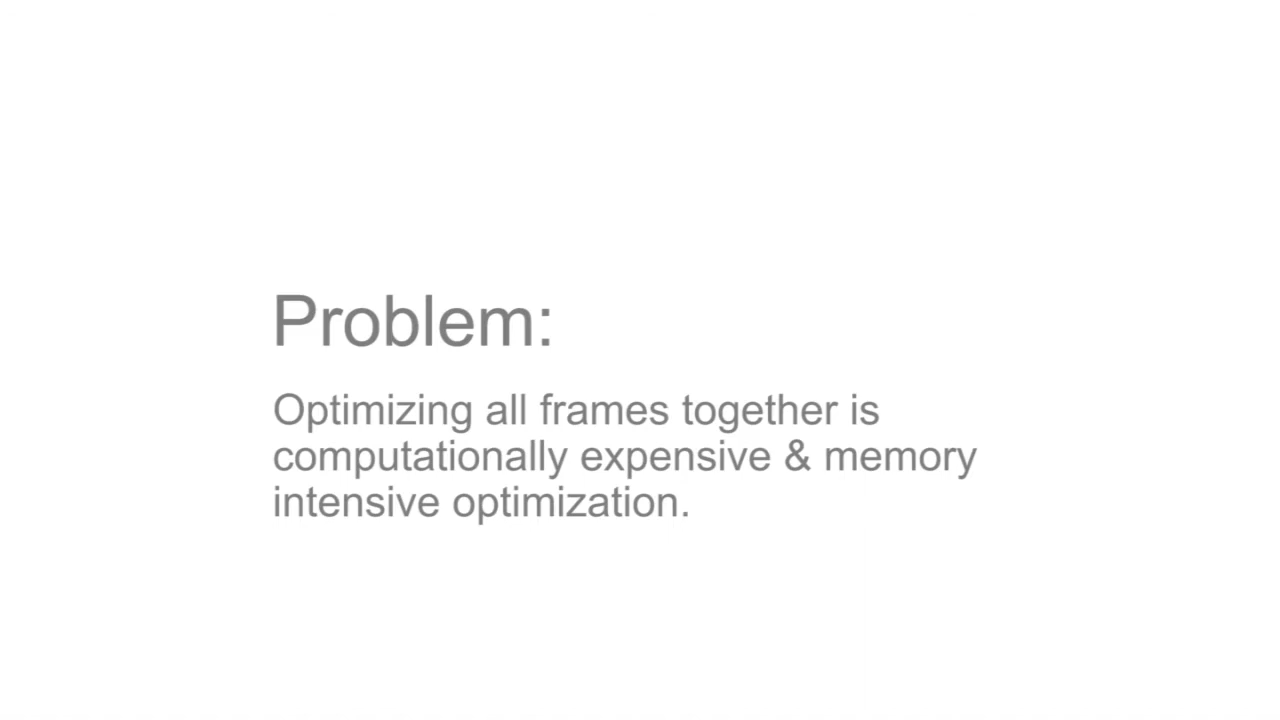 Problem:
Optimizing all frames together is
computationally expensive & memory
intensive optimization.